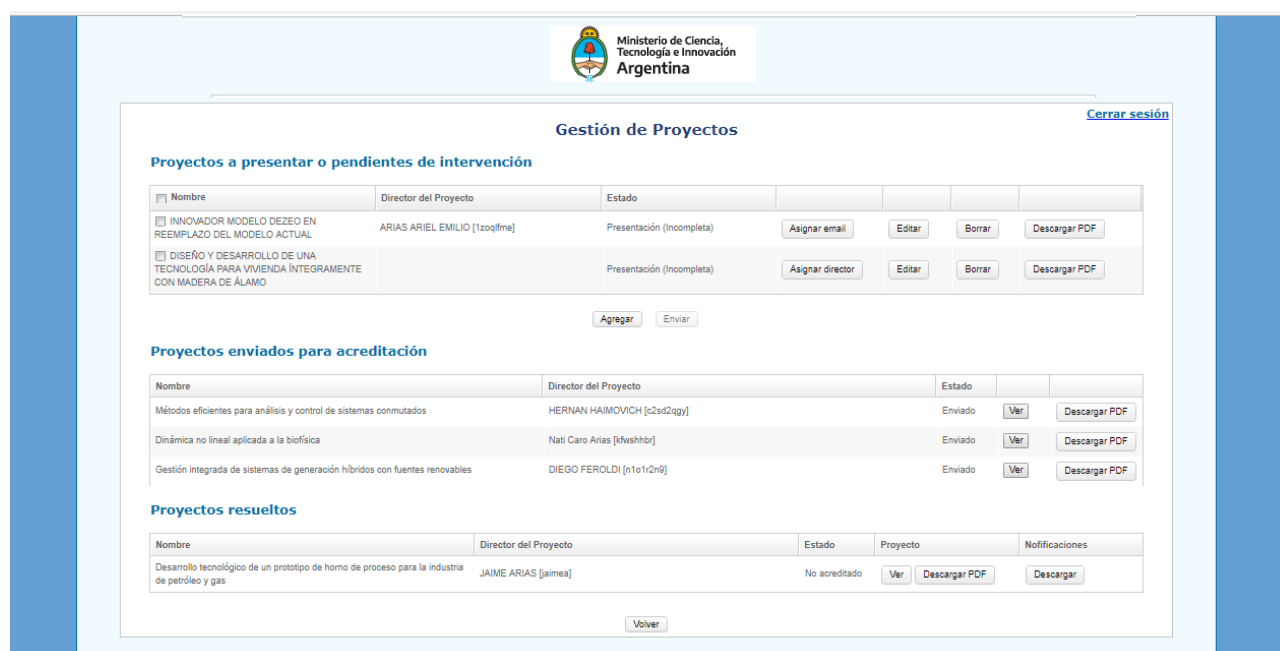 Ministerio de Ciencia,
Tecnología e Innovación
Argentina
Cerrar sesión
Gestión de Proyectos
Proyectos a presentar o pendientes de intervención
Nombre Director del Proyecto Estado
INNOVADOR MODELO DEZEO EN
REEMPLAZO DEL MODELO ACTUAL
ARIAS ARIEL EMILIO [1zoqlfme] Presentación (Incompleta) Asignar email Editar Borrar Descargar PDF
DISEÑO Y DESARROLLO DE UNA
TECNOLOGÍA PARA VIVIENDA ÍNTEGRAMENTE
CON MADERA DE ÁLAMO
Presentación (Incompleta) Asignar director Editar Borrar Descargar PDF
Agregar Enviar
Proyectos enviados para acreditación
Nombre Director del Proyecto Estado
Métodos eficientes para análisis y control de sistemas conmutados HERNAN HAIMOVICH [c2sd2qgy] Enviado Ver Descargar PDF
Dinámica no lineal aplicada a la biofísica Nati Caro Arias [kfwshhbr] Enviado Ver Descargar PDF
Gestión integrada de sistemas de generación híbridos con fuentes renovables DIEGO FEROLDI [n1o1r2n9] Enviado Ver Descargar PDF
Proyectos resueltos
Nombre Director del Proyecto Estado Proyecto Nofificaciones
Desarrollo tecnológico de un prototipo de horno de proceso para la industria
de petróleo y gas
JAIME ARIAS [jaimea] No acreditado Ver Descargar PDF Descargar
Volver